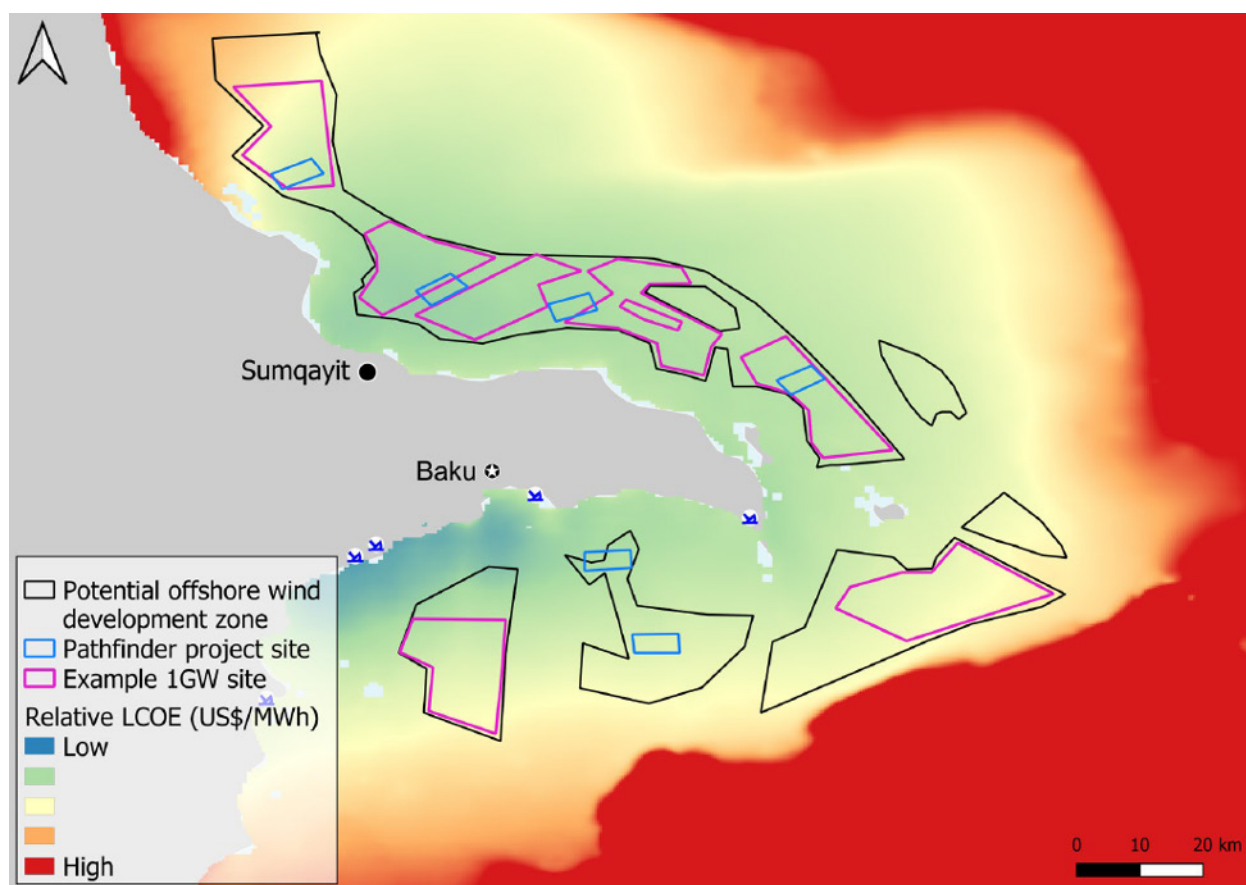 Sumqayit
Baku
Potential offshore wind
development zone
Pathfinder project site
Example 1GW site
Relative LCOE (US$/MWh)
Low
High
0 10 20 km